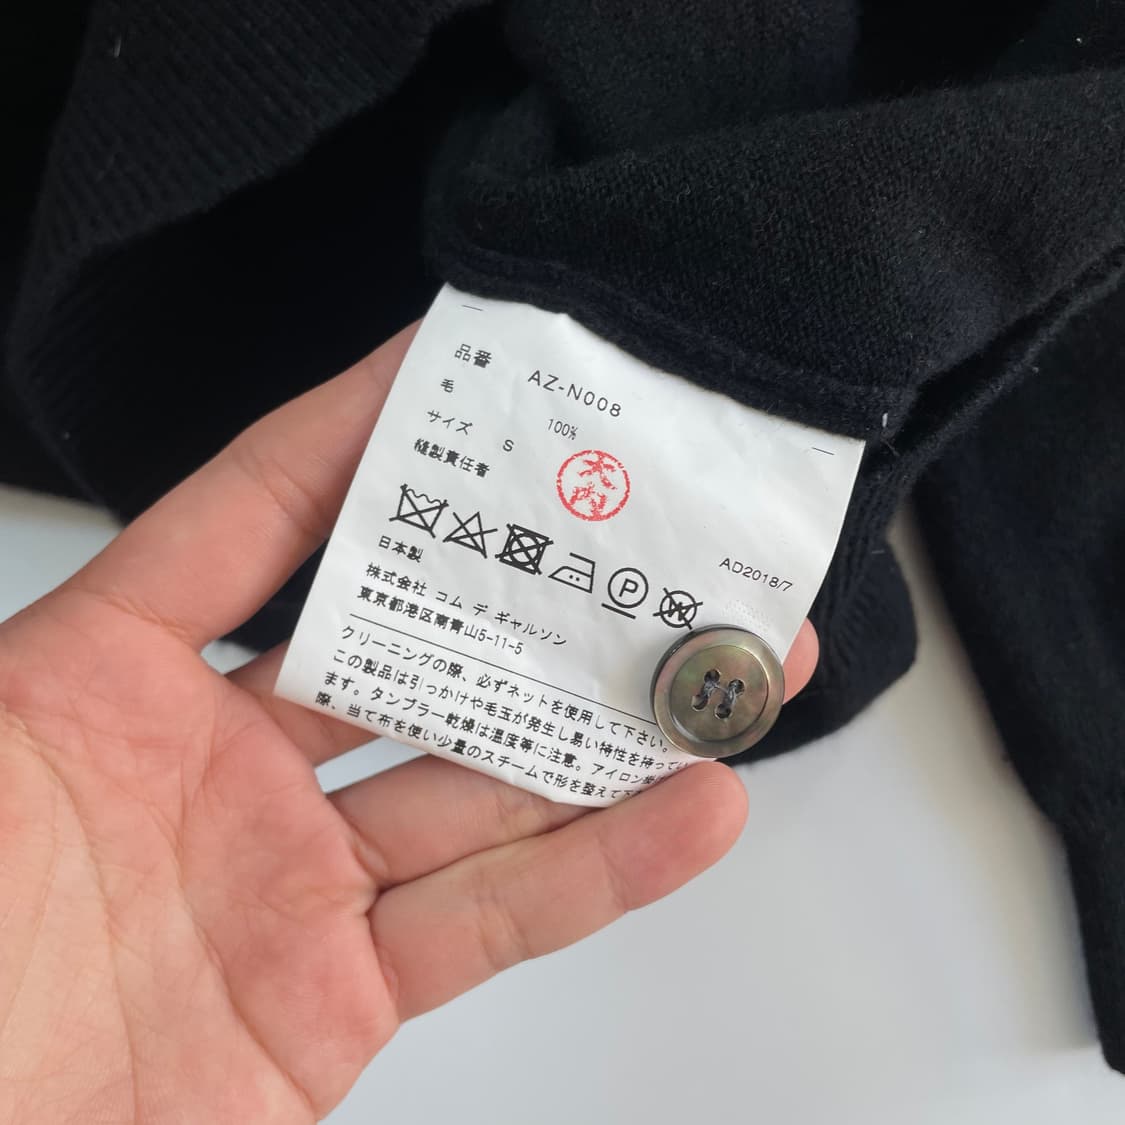 品番 AZ-N008
毛 100%
サイズ S
縫製責任者
大内
P W
AD2018/7
日本製
株式会社 コム デ ギャルソン
東京都港区南青山5-11-5
クリーニングの際、必ずネットを使用して下さい。
この製品は引っかけや毛玉が発生し易い特性を持ってい
ます。タンブラー乾燥は温度等に注意。アイロン掛け
際、当て布を使い少量のスチームで形を整えて下